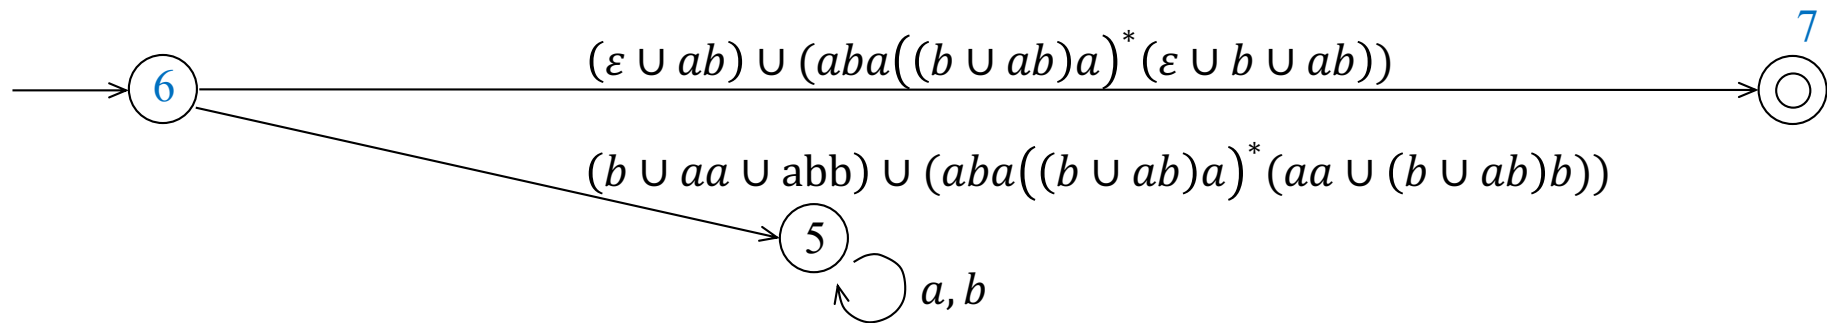 7
(ε ∪ ab) ∪ (aba((b ∪ ab)a)*(ε ∪ b ∪ ab))
6
(b ∪ aa ∪ abb) ∪ (aba((b ∪ ab)a)*(aa ∪ (b ∪ ab)b))
5
a, b